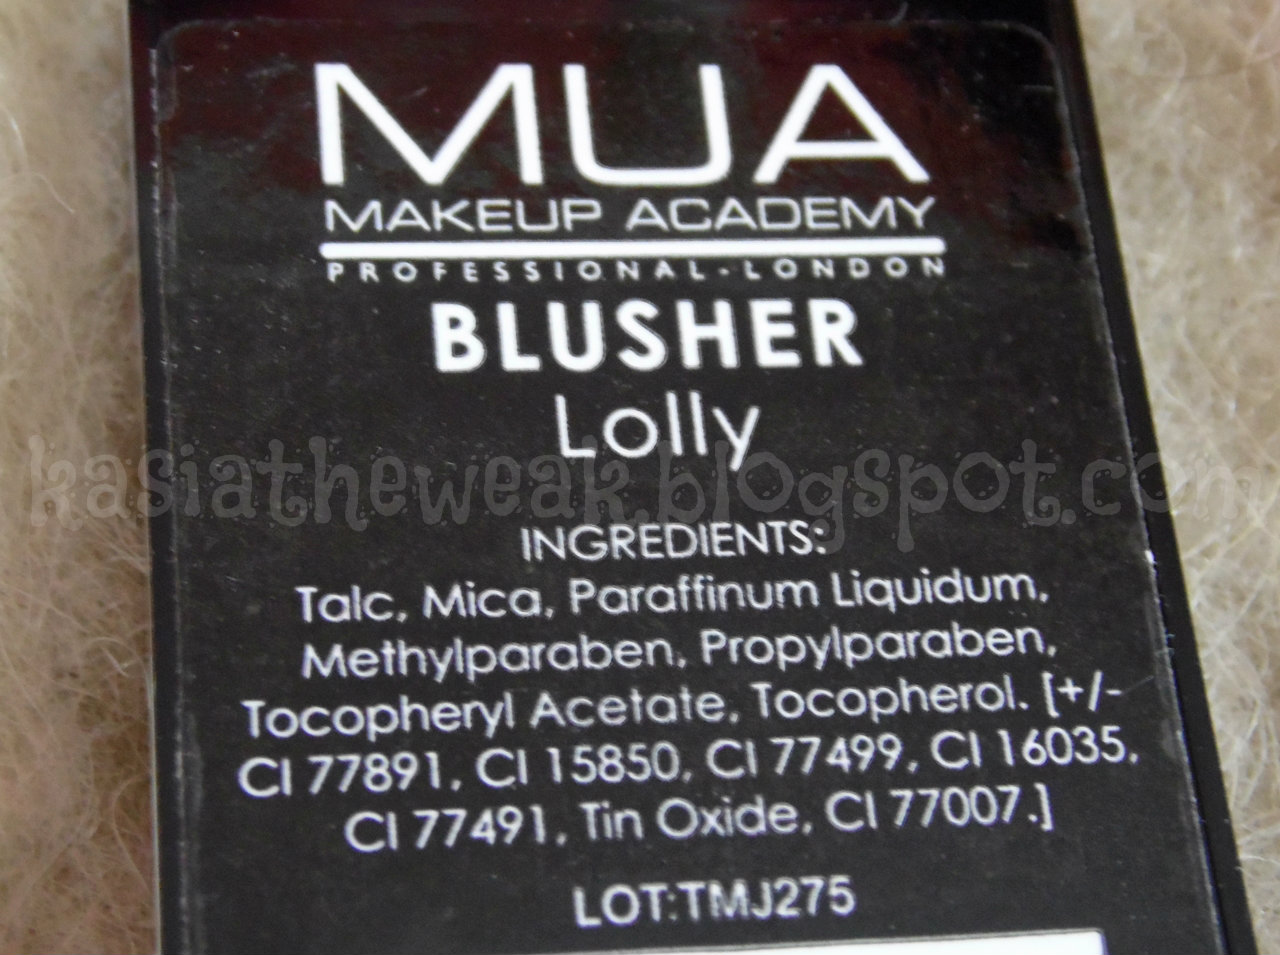 MUA
MAKEUP ACADEMY
PROFESSIONAL·LONDON
BLUSHER
Lolly
kasiatheweak.blogspot.com
INGREDIENTS:
Talc, Mica, Paraffinum Liquidum,
Methylparaben, Propylparaben,
Tocopheryl Acetate, Tocopherol. [+/-
CI 77891, CI 15850, CI 77499, CI 16035,
CI 77491, Tin Oxide, CI 77007.]
LOT:TMJ275